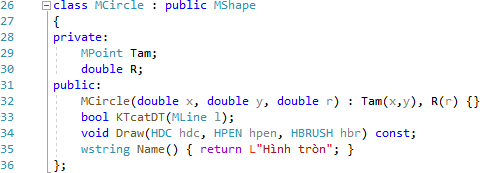 26 class MCircle : public MShape
27 {
28 private:
29     MPoint Tam;
30     double R;
31 public:
32     MCircle(double x, double y, double r) : Tam(x,y), R(r) {}
33     bool KTcatDT(MLine l);
34     void Draw(HDC hdc, HPEN hpen, HBRUSH hbr) const;
35     wstring Name() { return L"Hình tròn"; }
36 };